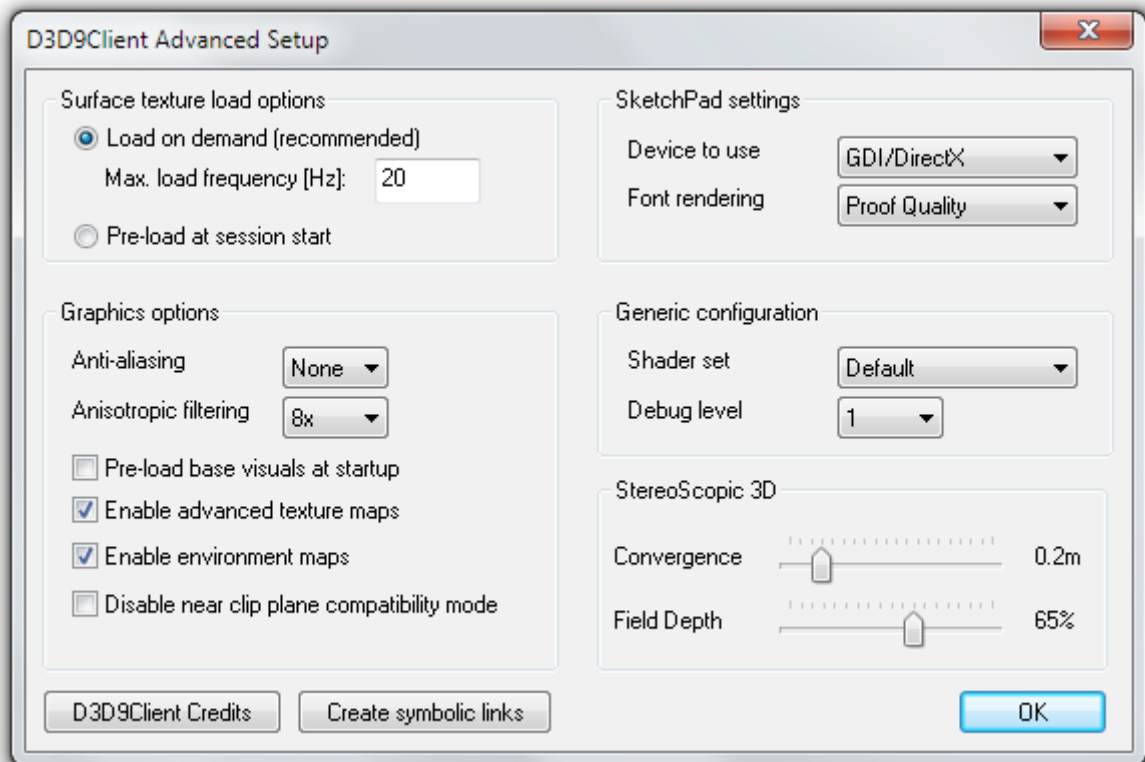 D3D9Client Advanced Setup
Surface texture load options
Load on demand (recommended)
Max. load frequency [Hz]: 20
Pre-load at session start
SketchPad settings
Device to use GDI/DirectX
Font rendering Proof Quality
Graphics options
Anti-aliasing None
Anisotropic filtering 8x
Pre-load base visuals at startup
Enable advanced texture maps
Enable environment maps
Disable near clip plane compatibility mode
Generic configuration
Shader set Default
Debug level 1
StereoScopic 3D
Convergence 0.2m
Field Depth 65%
D3D9Client Credits
Create symbolic links
OK